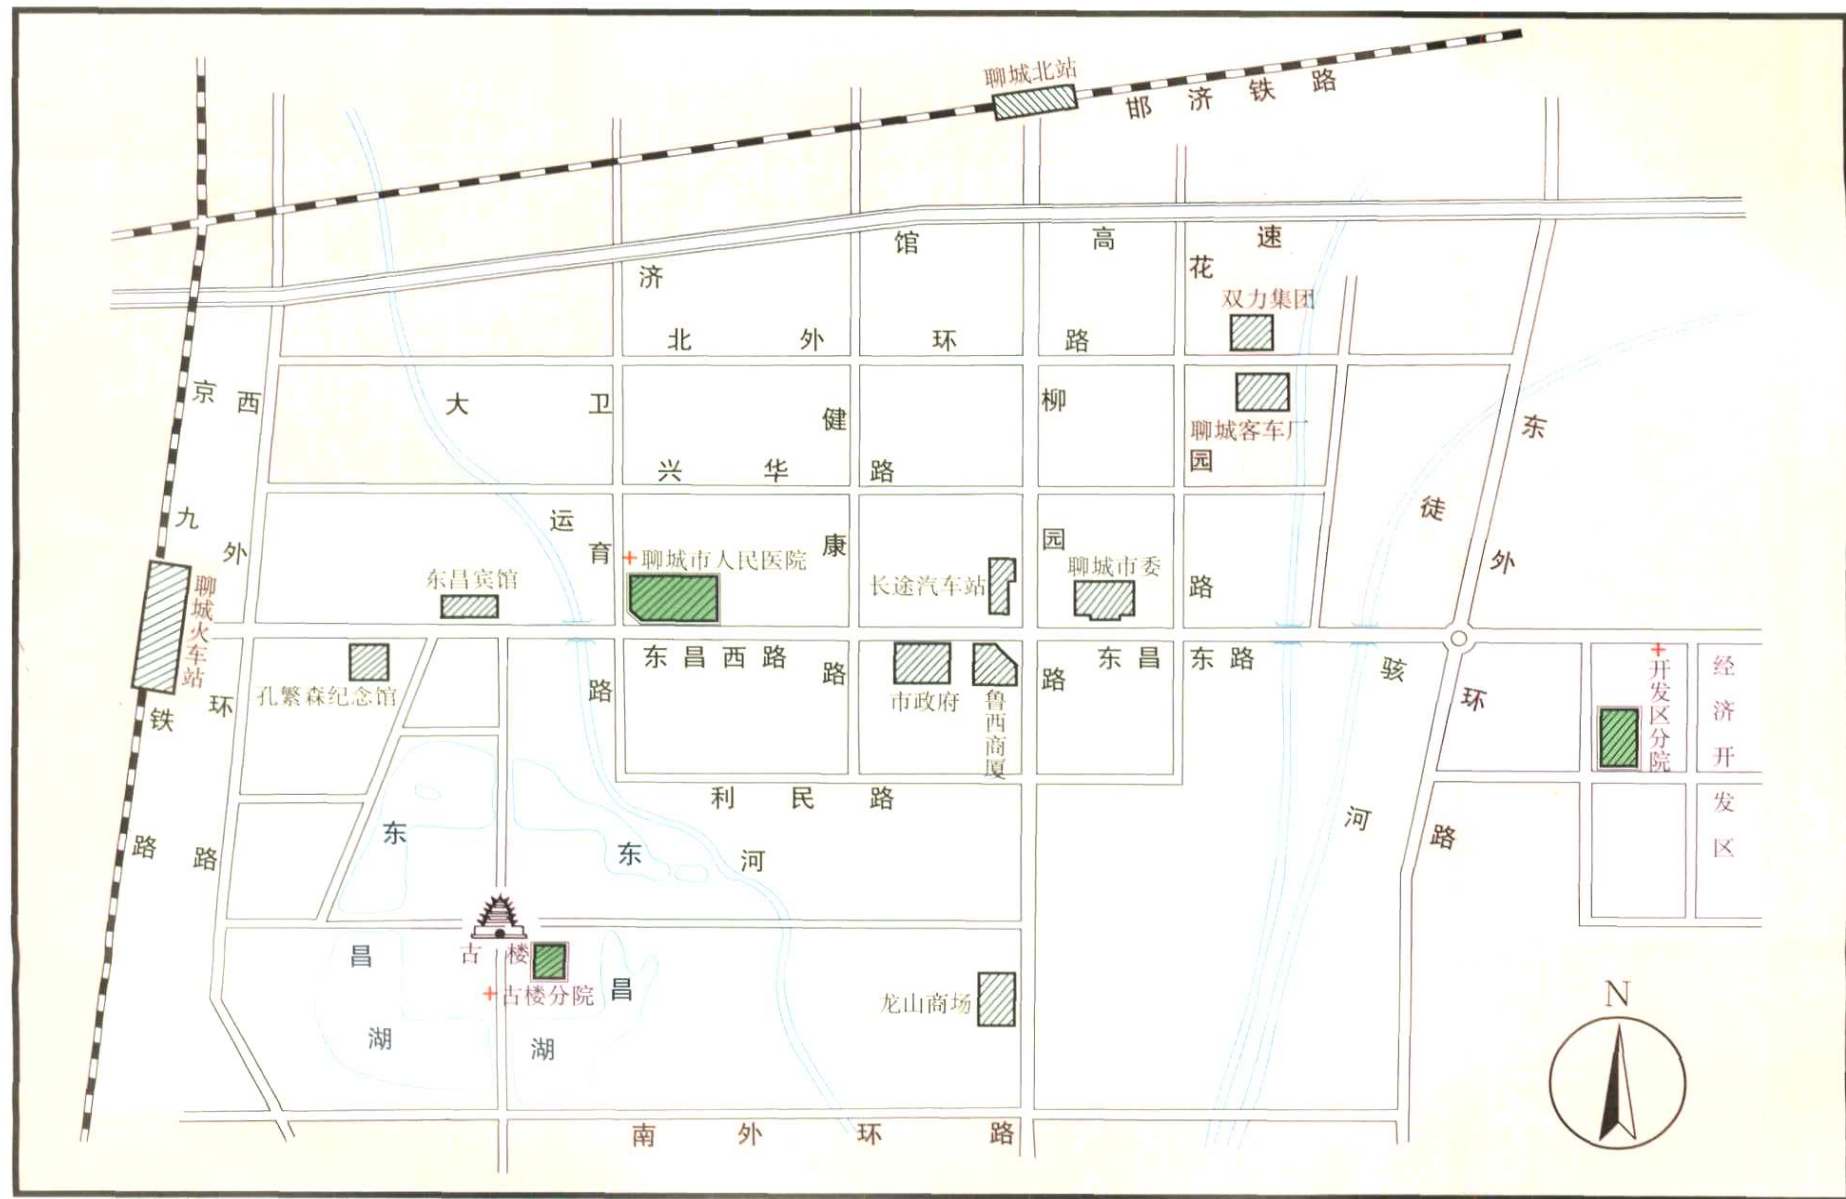 聊城北站
邯济铁路
济馆高速
双力集团
北外环路
京九铁路
西外环路
大卫
育
路
健康路
柳园路
花园路
聊城客车厂
东外环路
兴华路
徒骇河
运
河
聊城市人民医院
东昌宾馆
长途汽车站
聊城市委
聊城火车站
东昌西路
东昌东路
孔繁森纪念馆
市政府
鲁西商厦
开发区分院
经济开发区
利民路
东昌湖
东昌湖
古楼
古楼分院
龙山商场
N
南外环路